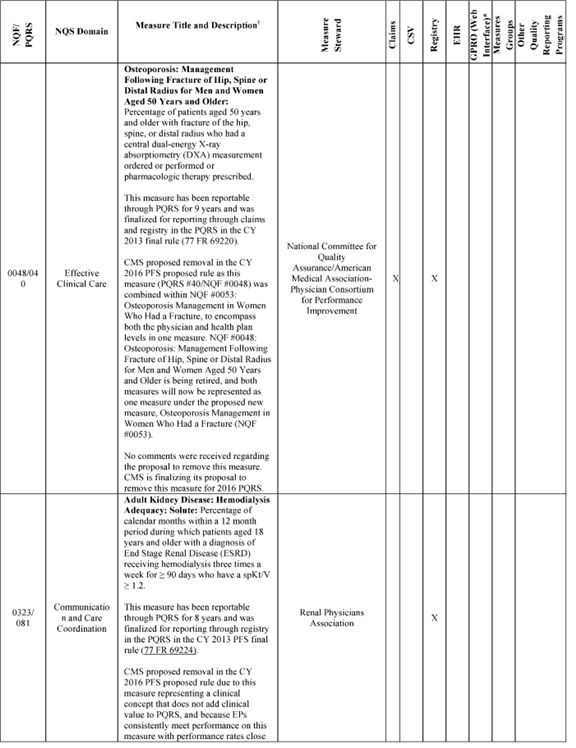 NQF/
PQRS
NQS Domain
Measure Title and Description†
Measure
Steward
Claims
CSV
Registry
EHR
GPRO (Web
Interface)*
Measures
Groups
Other
Quality
Reporting
Programs
0048/04
0
Effective
Clinical Care
Osteoporosis: Management
Following Fracture of Hip, Spine or
Distal Radius for Men and Women
Aged 50 Years and Older:
Percentage of patients aged 50 years
and older with fracture of the hip,
spine, or distal radius who had a
central dual-energy X-ray
absorptiometry (DXA) measurement
ordered or performed or
pharmacologic therapy prescribed.
This measure has been reportable
through PQRS for 9 years and was
finalized for reporting through claims
and registry in the PQRS in the CY
2013 final rule (77 FR 69220).
CMS proposed removal in the CY
2016 PFS proposed rule as this
measure (PQRS #40/NQF #0048) was
combined within NQF #0053:
Osteoporosis Management in Women
Who Had a Fracture, to encompass
both the physician and health plan
levels in one measure. NQF #0048:
Osteoporosis: Management Following
Fracture of Hip, Spine or Distal Radius
for Men and Women Aged 50 Years
and Older is being retired, and both
measures will now be represented as
one measure under the proposed new
measure, Osteoporosis Management in
Women Who Had a Fracture (NQF
#0053).
No comments were received regarding
the proposal to remove this measure.
CMS is finalizing its proposal to
remove this measure for 2016 PQRS.
National Committee for
Quality
Assurance/American
Medical Association-
Physician Consortium
for Performance
Improvement
X
X
0323/
081
Communicatio
n and Care
Coordination
Adult Kidney Disease: Hemodialysis
Adequacy: Solute: Percentage of
calendar months within a 12 month
period during which patients aged 18
years and older with a diagnosis of
End Stage Renal Disease (ESRD)
receiving hemodialysis three times a
week for ≥ 90 days who have a spKt/V
≥ 1.2.
This measure has been reportable
through PQRS for 8 years and was
finalized for reporting through registry
in the PQRS in the CY 2013 PFS final
rule (77 FR 69224).
CMS proposed removal in the CY
2016 PFS proposed rule due to this
measure representing a clinical
concept that does not add clinical
value to PQRS, and because EPs
consistently meet performance on this
measure with performance rates close
Renal Physicians
Association
X